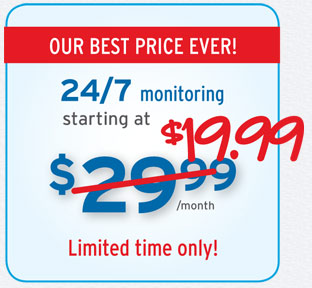 OUR BEST PRICE EVER!
24/7 monitoring
starting at
$19.99
$29.99
/month
Limited time only!